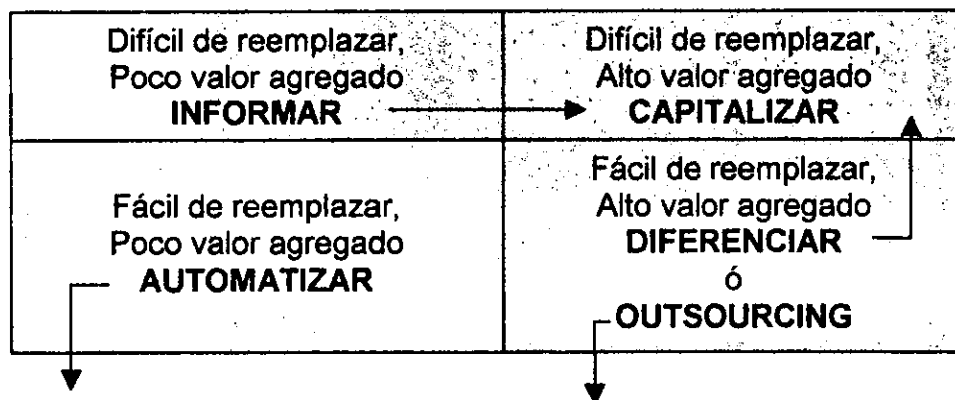 Difícil de reemplazar,
Poco valor agregado
INFORMAR
Difícil de reemplazar,
Alto valor agregado
CAPITALIZAR
Fácil de reemplazar,
Poco valor agregado
AUTOMATIZAR
Fácil de reemplazar,
Alto valor agregado
DIFERENCIAR
ó
OUTSOURCING